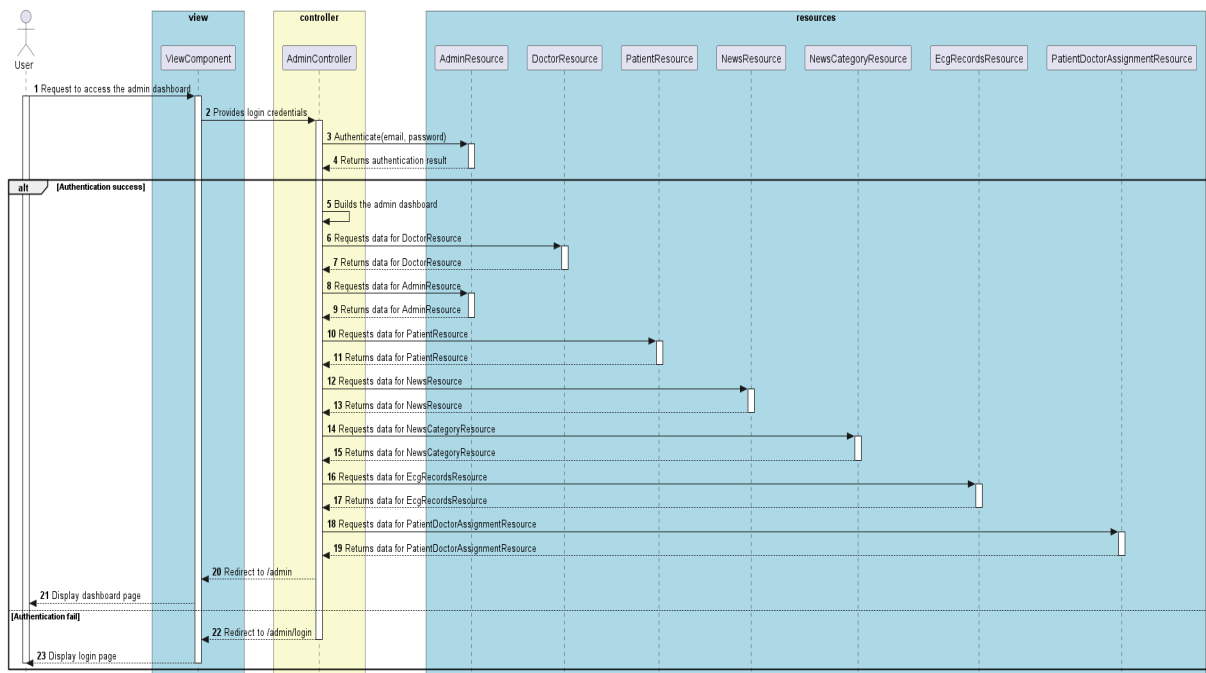 view
controller
resources
User
ViewComponent
AdminController
AdminResource
DoctorResource
PatientResource
NewsResource
NewsCategoryResource
EcgRecordsResource
PatientDoctorAssignmentResource
1 Request to access the admin dashboard
2 Provides login credentials
3 Authenticate(email, password)
4 Returns authentication result
alt [Authentication success]
5 Builds the admin dashboard
6 Requests data for DoctorResource
7 Returns data for DoctorResource
8 Requests data for AdminResource
9 Returns data for AdminResource
10 Requests data for PatientResource
11 Returns data for PatientResource
12 Requests data for NewsResource
13 Returns data for NewsResource
14 Requests data for NewsCategoryResource
15 Returns data for NewsCategoryResource
16 Requests data for EcgRecordsResource
17 Returns data for EcgRecordsResource
18 Requests data for PatientDoctorAssignmentResource
19 Returns data for PatientDoctorAssignmentResource
20 Redirect to /admin
21 Display dashboard page
[Authentication fail]
22 Redirect to /admin/login
23 Display login page